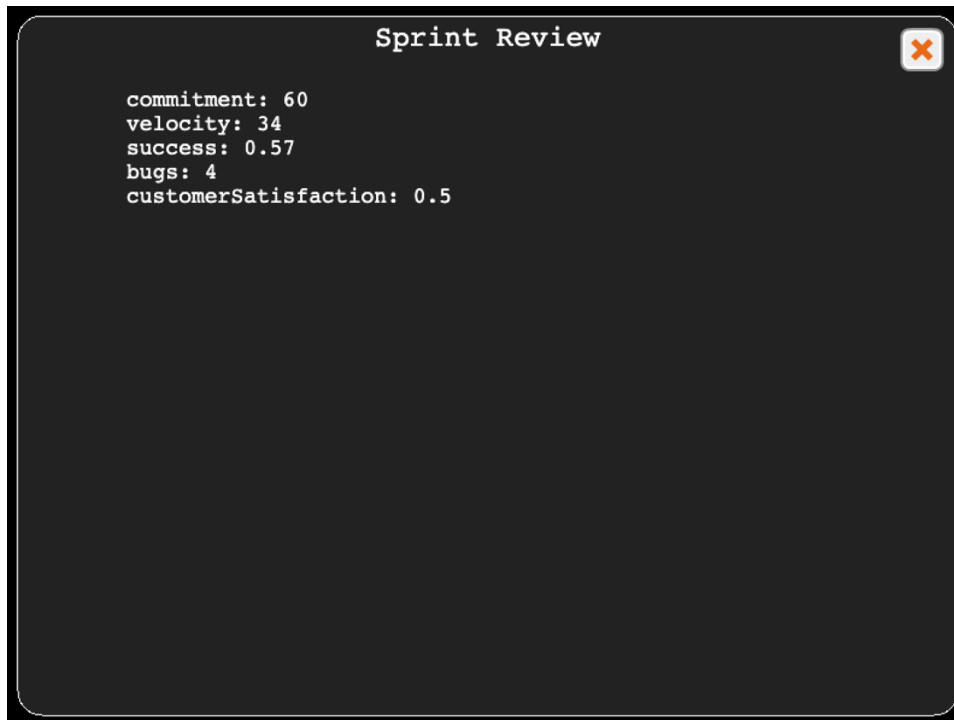 Sprint Review
commitment: 60
velocity: 34
success: 0.57
bugs: 4
customerSatisfaction: 0.5